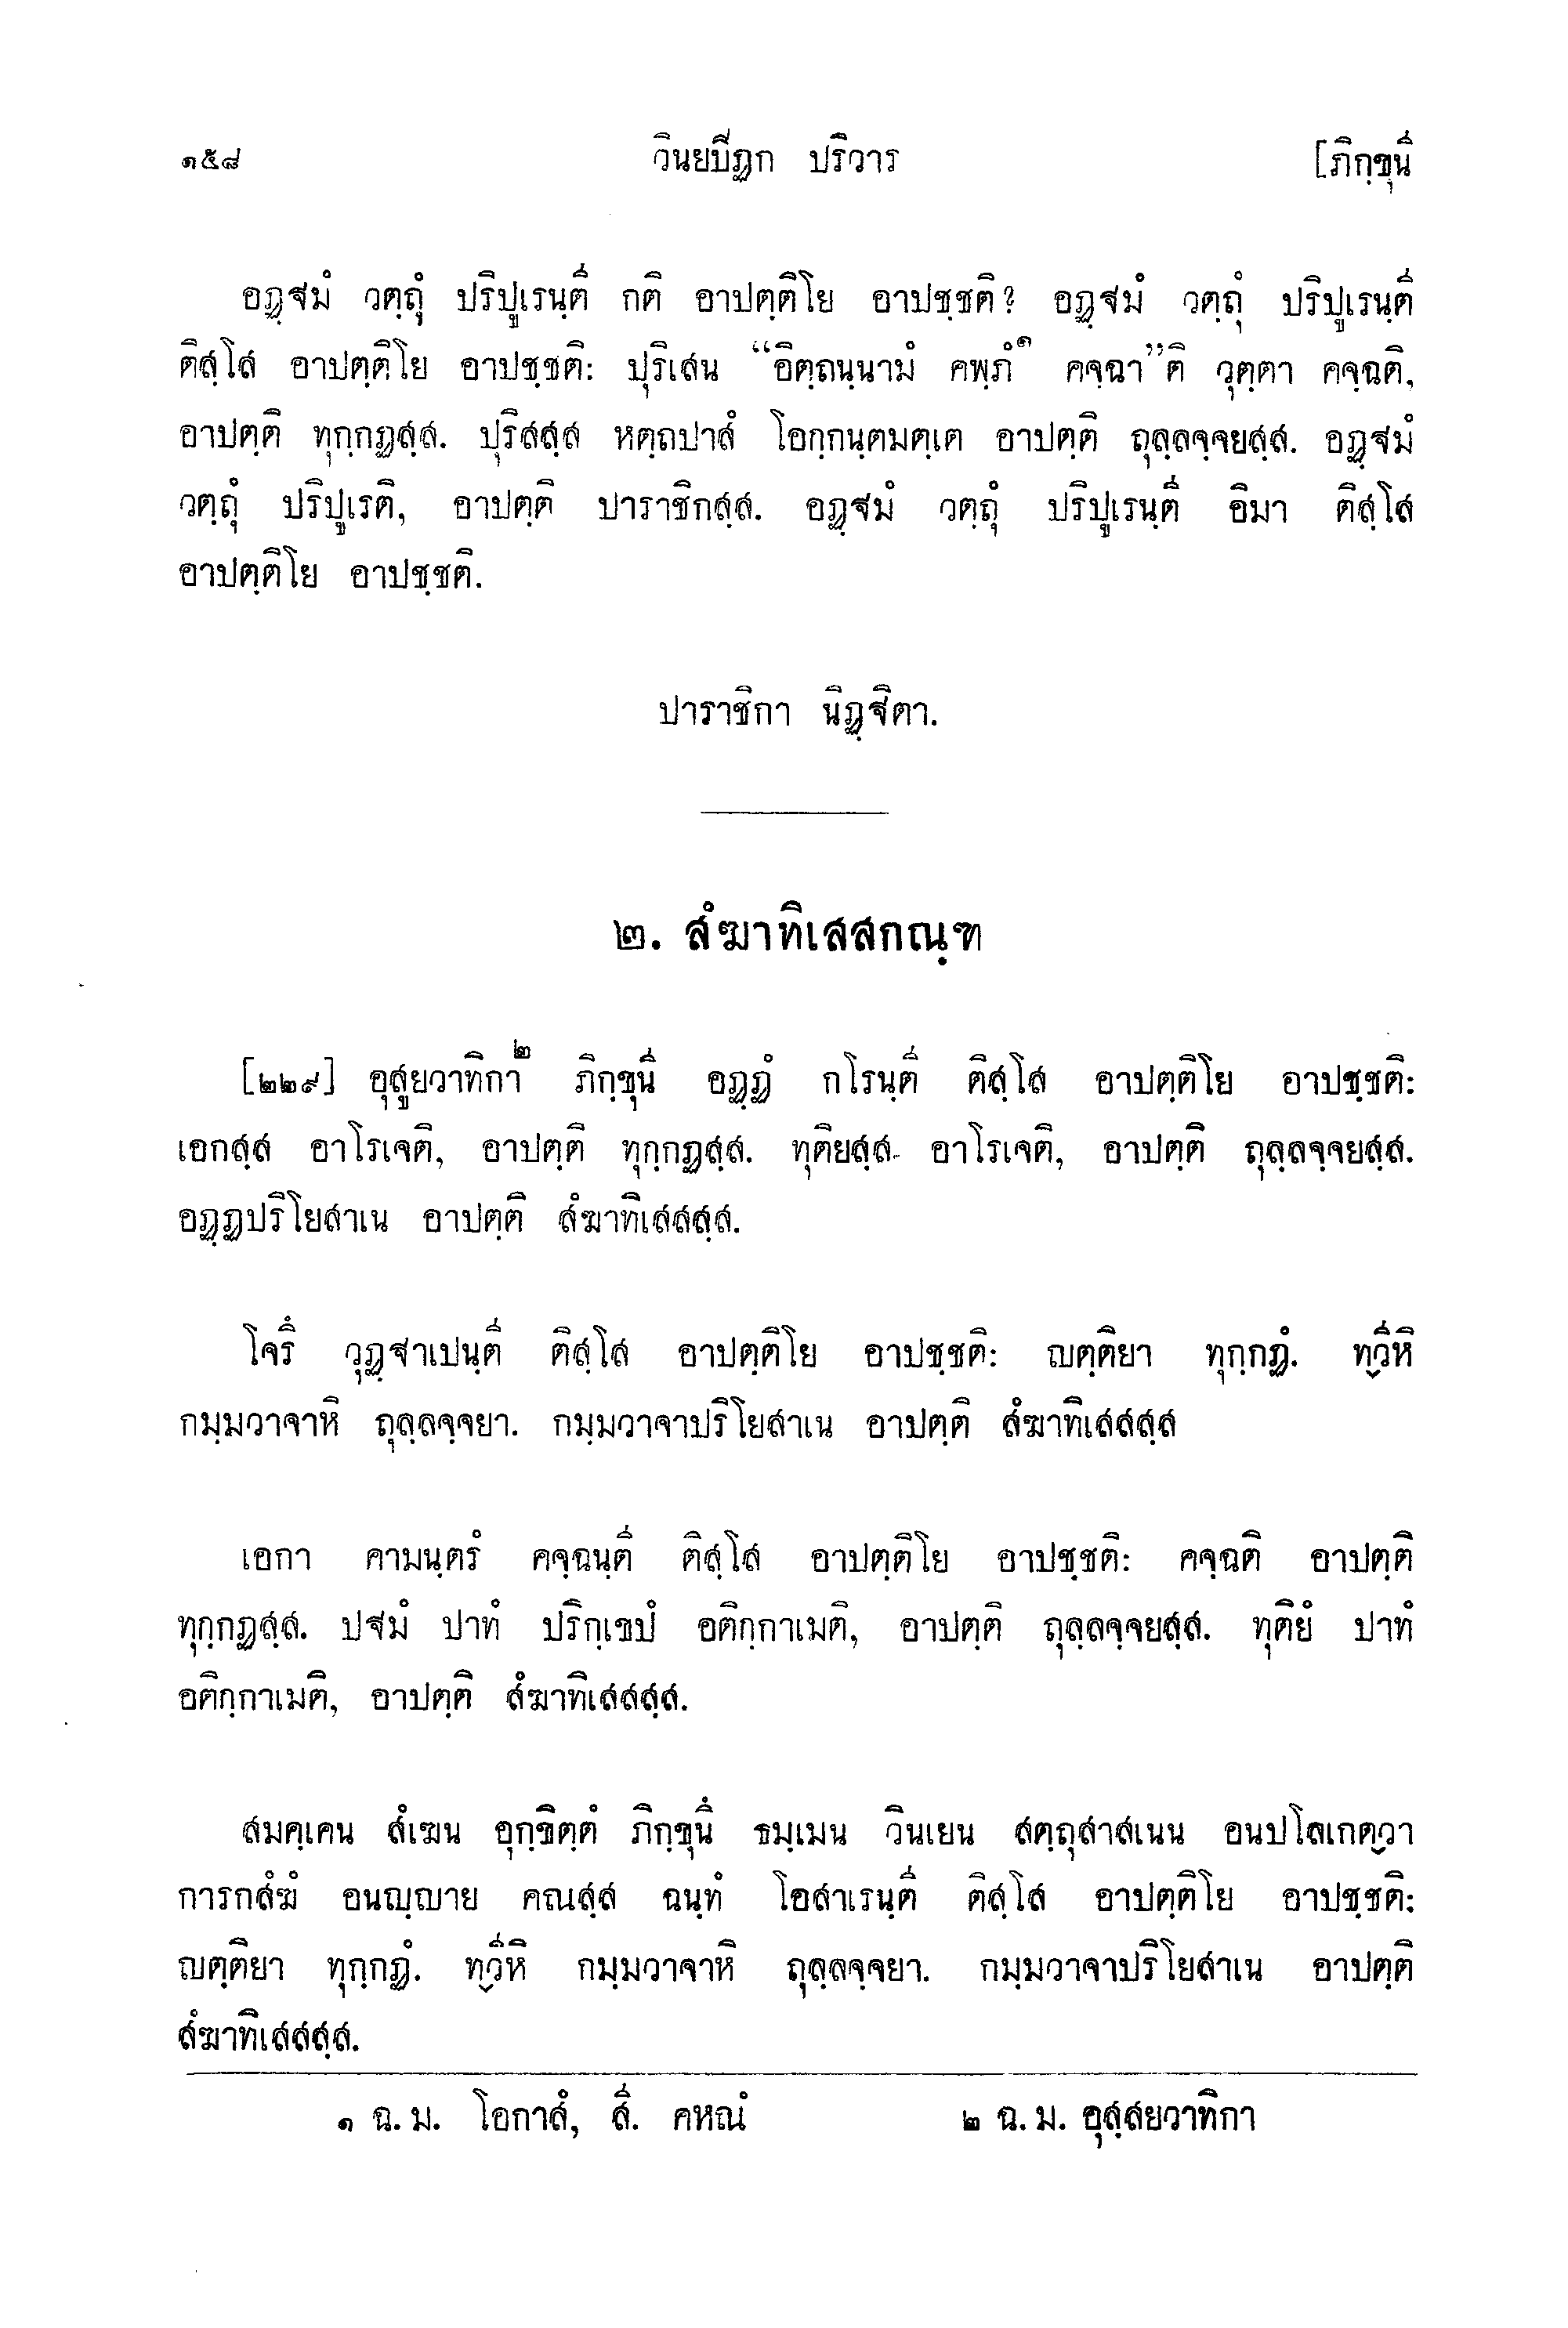 ๑๕๘ วินยปิฏก ปริวาร [ภิกฺขุนี
อฏฺฐมํ วตฺถุํ ปริปูเรนฺตี กติ อาปตฺติโย อาปชฺชติ? อฏฺฐมํ วตฺถุํ ปริปูเรนฺตี
ติสฺโส อาปตฺติโย อาปชฺชติ: ปุริเสน “อิตฺถนฺนามํ คพฺภํ๑ คจฺฉา”ติ วุตฺตา คจฺฉติ,
อาปตฺติ ทุกฺกฏสฺส. ปุริสสฺส หตฺถปาสํ โอกฺกนฺตมตฺเต อาปตฺติ ถุลฺลจฺจยสฺส. อฏฺฐมํ
วตฺถุํ ปริปูเรติ, อาปตฺติ ปาราชิกสฺส. อฏฺฐมํ วตฺถุํ ปริปูเรนฺตี อิมา ติสฺโส
อาปตฺติโย อาปชฺชติ.
ปาราชิกา นิฏฺฐิตา.
๒. สํฆาทิเสสกณฺฑ
[๒๒๙] อุสูยวาทิกา๒ ภิกฺขุนี อฏฺฏํ กโรนฺตี ติสฺโส อาปตฺติโย อาปชฺชติ:
เอกสฺส อาโรเจติ, อาปตฺติ ทุกฺกฏสฺส. ทุติยสฺส อาโรเจติ, อาปตฺติ ถุลฺลจฺจยสฺส.
อฏฺฏปริโยสาเน อาปตฺติ สํฆาทิเสสสฺส.
โจรึ วุฏฺฐาเปนฺตี ติสฺโส อาปตฺติโย อาปชฺชติ: ญตฺติยา ทุกฺกฏํ. ทฺวีหิ
กมฺมวาจาหิ ถุลฺลจฺจยา. กมฺมวาจาปริโยสาเน อาปตฺติ สํฆาทิเสสสฺส
เอกา คามนฺตรํ คจฺฉนฺตี ติสฺโส อาปตฺติโย อาปชฺชติ: คจฺฉติ อาปตฺติ
ทุกฺกฏสฺส. ปฐมํ ปาทํ ปริกฺเขปํ อติกฺกาเมติ, อาปตฺติ ถุลฺลจฺจยสฺส. ทุติยํ ปาทํ
อติกฺกาเมติ, อาปตฺติ สํฆาทิเสสสฺส.
สมคฺเคน สํเฆน อุกฺขิตฺตํ ภิกฺขุนึ ธมฺเมน วินเยน สตฺถุสาสเนน อนปโลเกตฺวา
การกสํฆํ อนญฺญาย คณสฺส ฉนฺทํ โอสาเรนฺตี ติสฺโส อาปตฺติโย อาปชฺชติ:
ญตฺติยา ทุกฺกฏํ. ทฺวีหิ กมฺมวาจาหิ ถุลฺลจฺจยา. กมฺมวาจาปริโยสาเน อาปตฺติ
สํฆาทิเสสสฺส.
๑ ฉ. ม. โอกาสํ, สี. คหณํ ๒ ฉ. ม. อุสฺสยวาทิกา